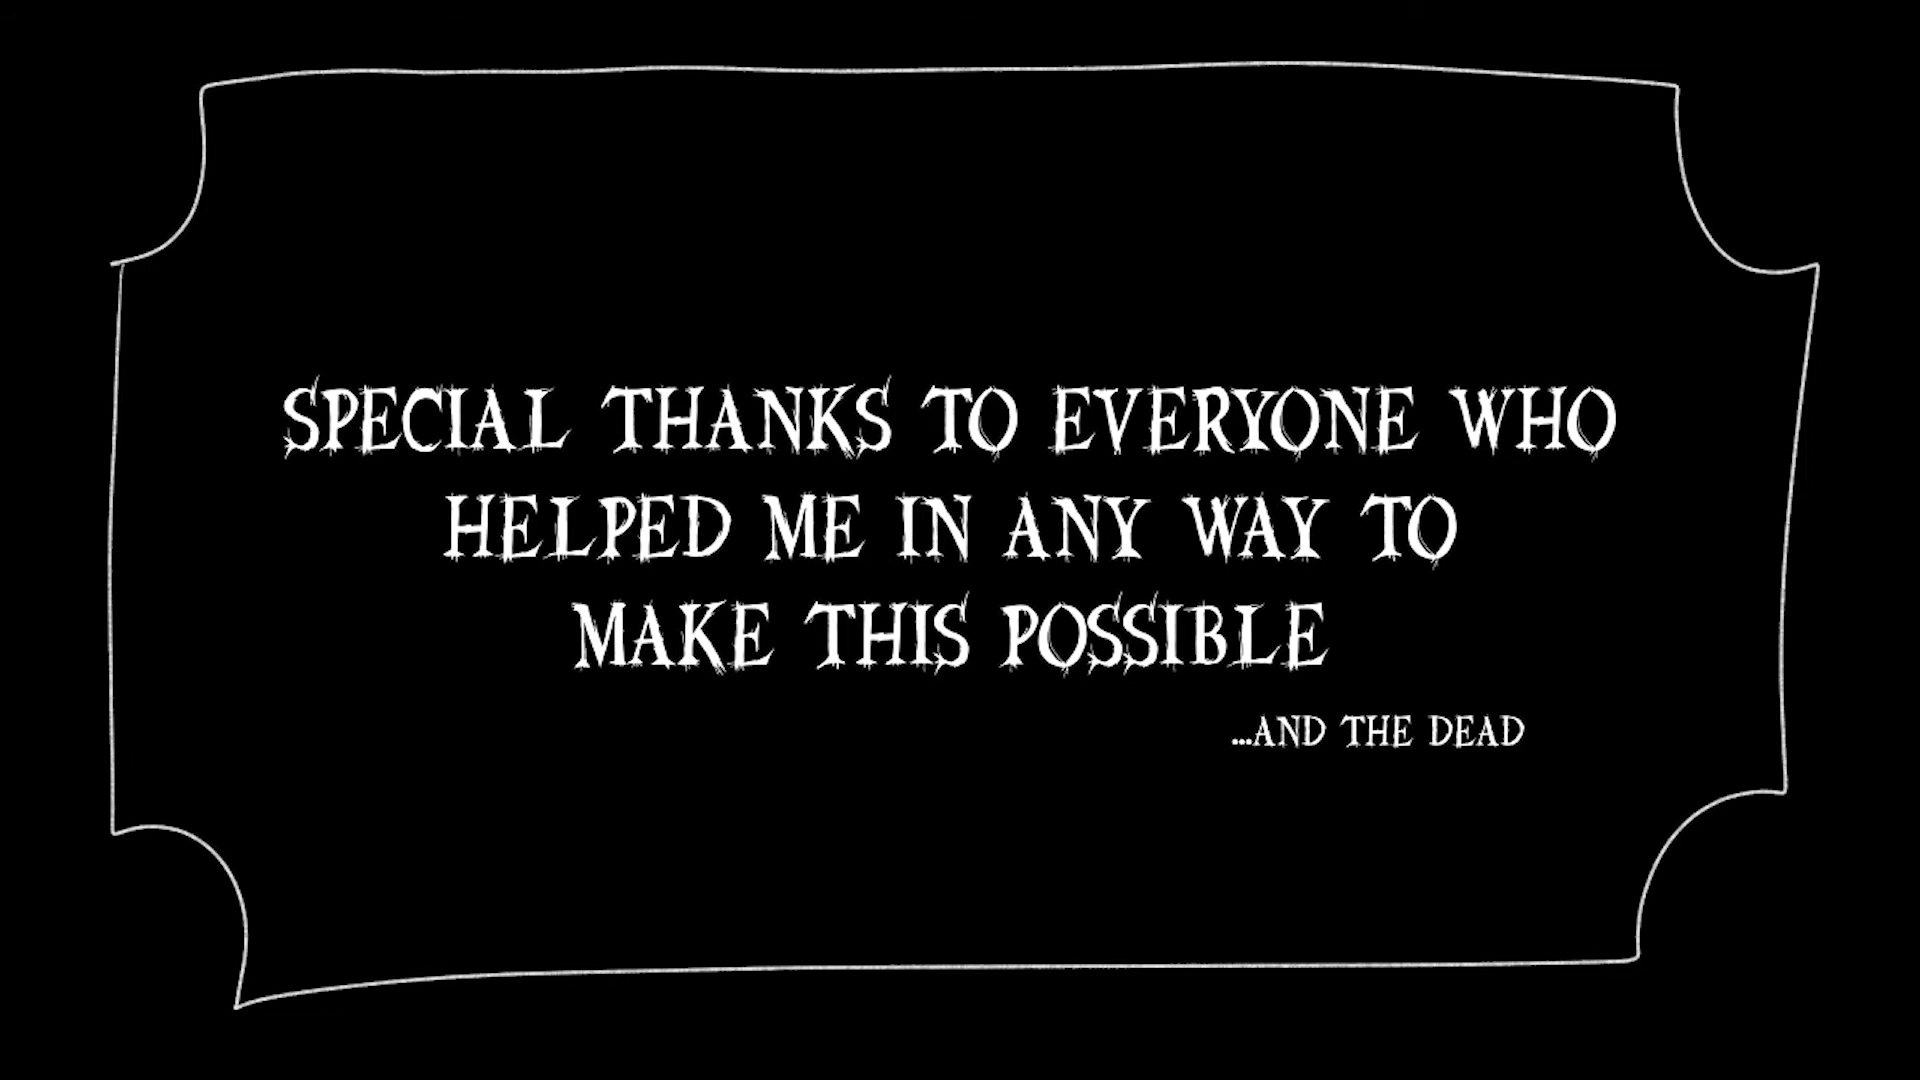 SPECIAL THANKS TO EVERYONE WHO
HELPED ME IN ANY WAY TO
MAKE THIS POSSIBLE
...AND THE DEAD